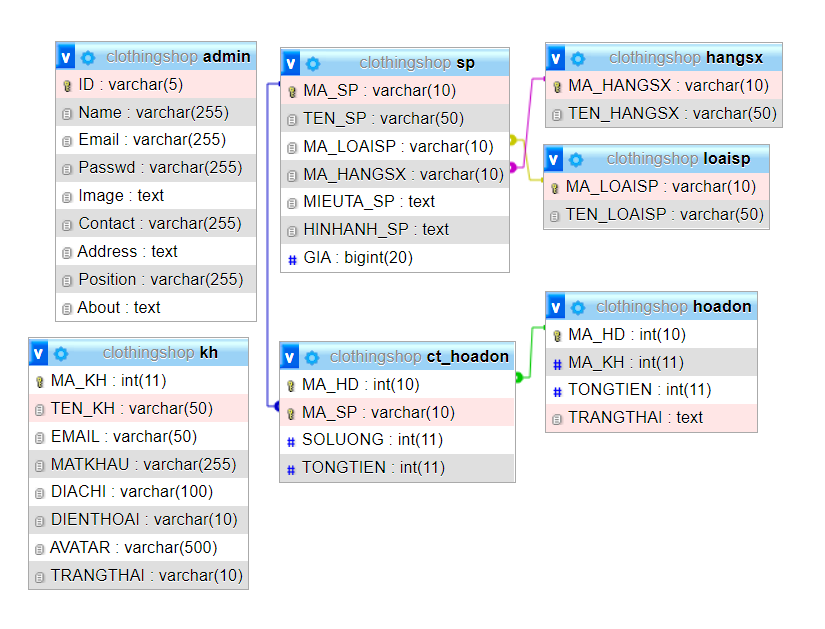 v clothingshop admin
ID : varchar(5)
Name : varchar(255)
Email : varchar(255)
Passwd : varchar(255)
Image : text
Contact : varchar(255)
Address : text
Position : varchar(255)
About : text
v clothingshop sp
MA_SP : varchar(10)
TEN_SP : varchar(50)
MA_LOAISP : varchar(10)
MA_HANGSX : varchar(10)
MIEUTA_SP : text
HINHANH_SP : text
# GIA : bigint(20)
v clothingshop hangsx
MA_HANGSX : varchar(10)
TEN_HANGSX : varchar(50)
v clothingshop loaisp
MA_LOAISP : varchar(10)
TEN_LOAISP : varchar(50)
v clothingshop kh
MA_KH : int(11)
TEN_KH : varchar(50)
EMAIL : varchar(50)
MATKHAU : varchar(255)
DIACHI : varchar(100)
DIENTHOAI : varchar(10)
AVATAR : varchar(500)
TRANGTHAI : varchar(10)
v clothingshop ct_hoadon
MA_HD : int(10)
MA_SP : varchar(10)
# SOLUONG : int(11)
# TONGTIEN : int(11)
v clothingshop hoadon
MA_HD : int(10)
# MA_KH : int(11)
# TONGTIEN : int(11)
TRANGTHAI : text